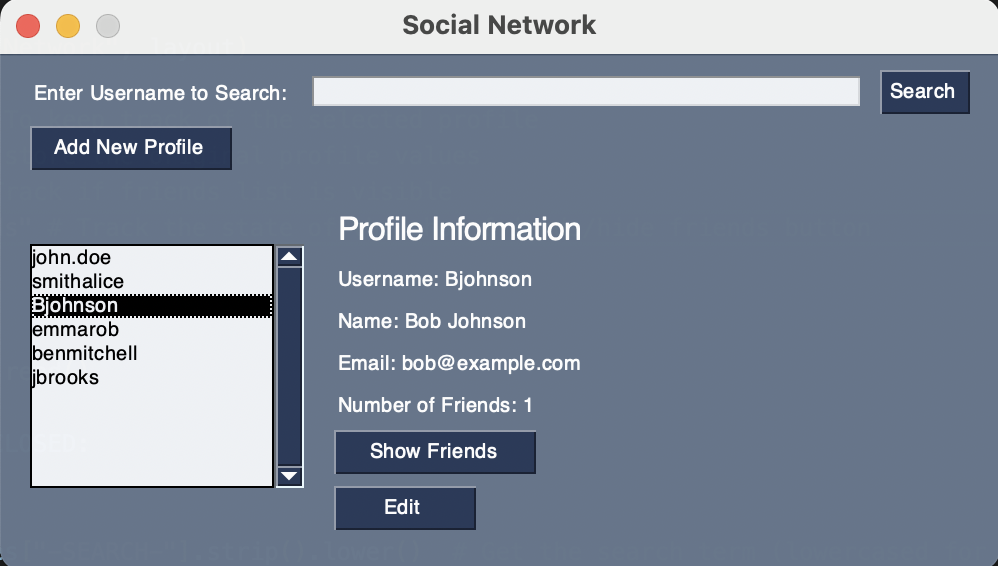 Social Network
Enter Username to Search:
Search
Add New Profile
john.doe
smithalice
Bjohnson
emmarob
benmitchell
jbrooks
Profile Information
Username: Bjohnson
Name: Bob Johnson
Email: bob@example.com
Number of Friends: 1
Show Friends
Edit